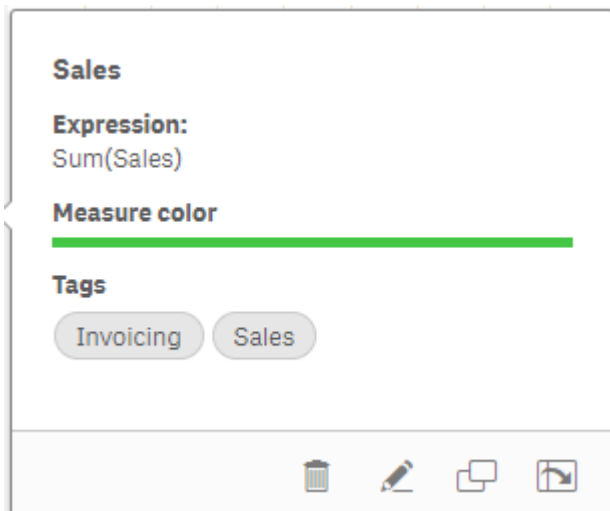 Sales
Expression:
Sum(Sales)
Measure color
Tags
Invoicing Sales